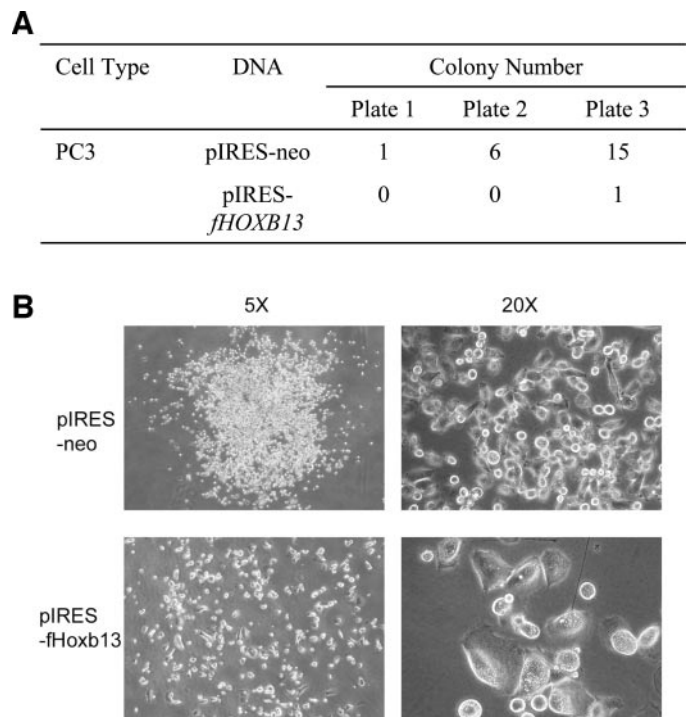 A
Cell Type DNA Colony Number
Plate 1 Plate 2 Plate 3
PC3 pIRES-neo 1 6 15
pIRES-
fHOXB13 0 0 1
B
5X 20X
pIRES
-neo
pIRES
-fHoxb13